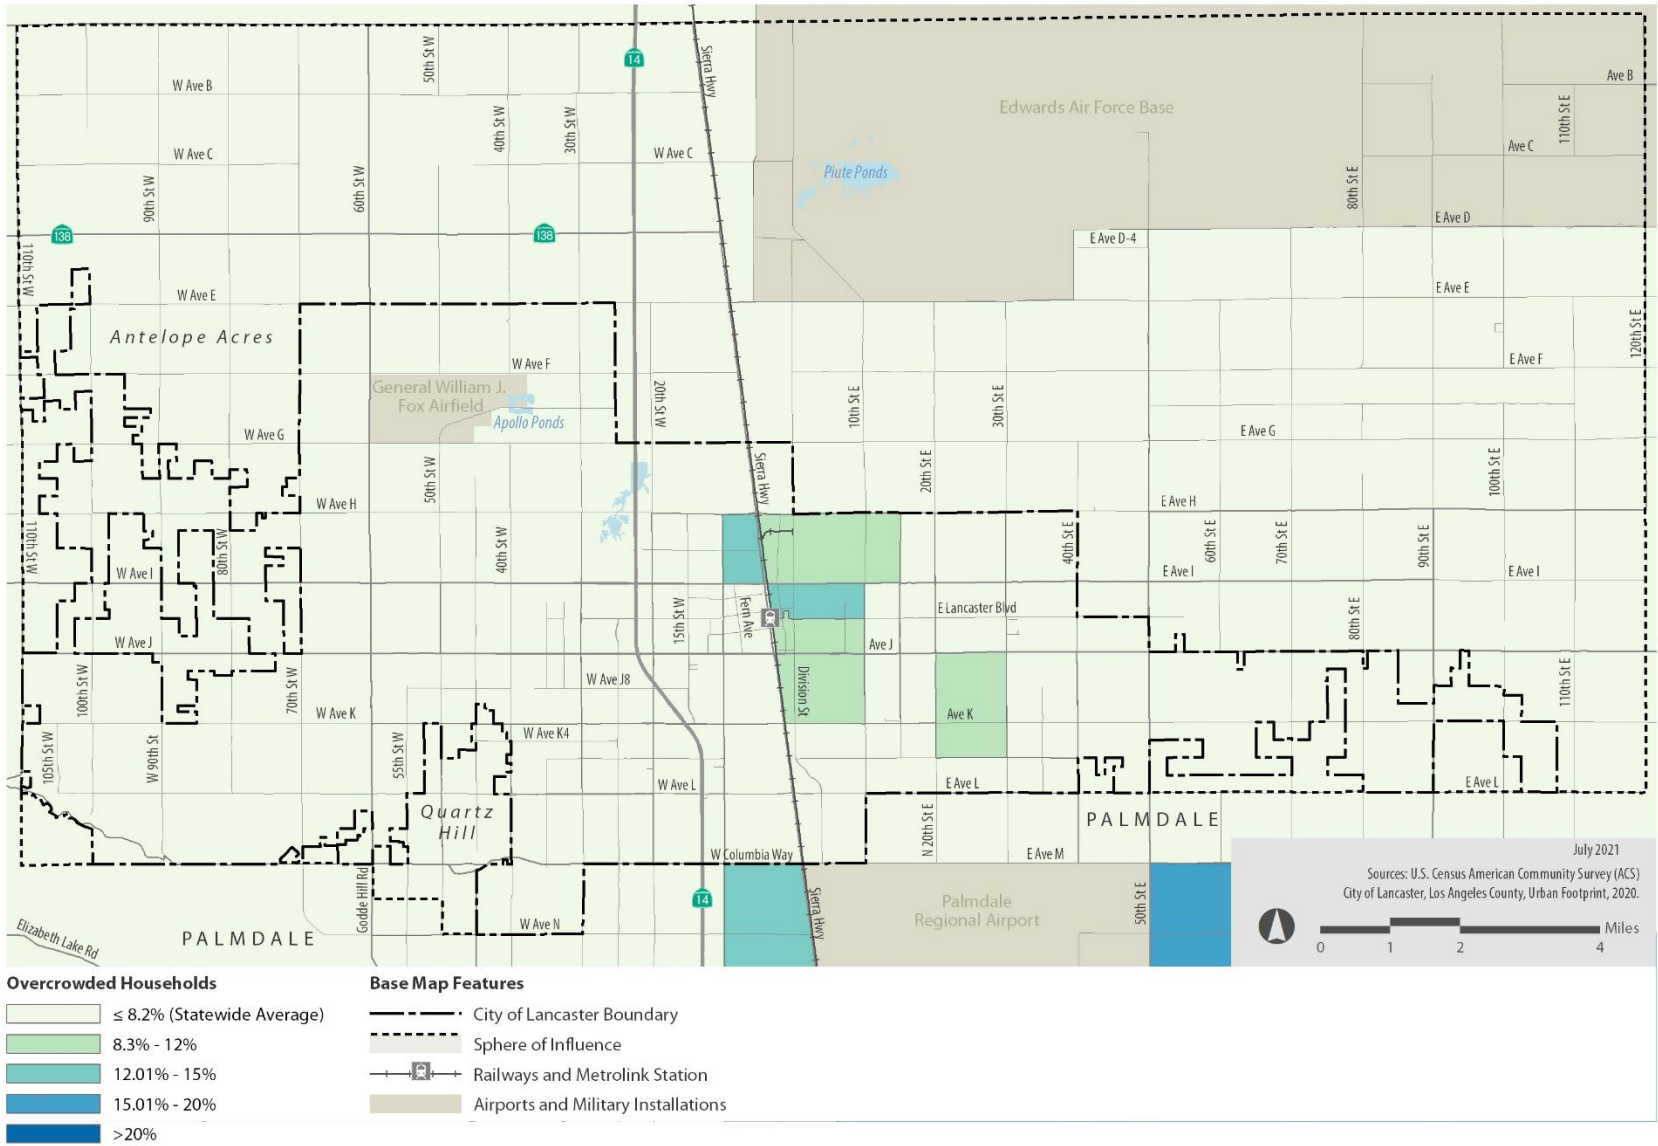 14
Sierra Hwy
50th St W
W Ave B
Ave B
Edwards Air Force Base
40th St W
30th St W
110th St E
W Ave C
W Ave C
Ave C
Piute Ponds
90th St W
60th St W
80th St E
138
138
E Ave D
E Ave D-4
110th St W
W Ave E
E Ave E
Antelope Acres
120th St E
W Ave F
E Ave F
General William J.
Fox Airfield
Apollo Ponds
20th St W
10th St E
30th St E
W Ave G
E Ave G
50th St W
Sierra Hwy
20th St E
100th St E
W Ave H
E Ave H
110th St W
80th St W
40th St W
40th St E
60th St E
70th St E
90th St E
W Ave I
E Ave I
E Ave I
15th St W
Fern Ave
E Lancaster Blvd
80th St E
W Ave J
Ave J
100th St W
70th St W
W Ave J8
Division St
110th St E
W Ave K
Ave K
W Ave K4
105th St W
W 90th St
55th St W
W Ave L
E Ave L
E Ave L
Quartz
Hill
N 20th St E
PALMDALE
W Columbia Way
E Ave M
Godde Hill Rd
14
Sierra Hwy
Palmdale
Regional Airport
50th St E
W Ave N
Elizabeth Lake Rd
PALMDALE
July 2021
Sources: U.S. Census American Community Survey (ACS)
City of Lancaster, Los Angeles County, Urban Footprint, 2020.
Miles
0 1 2 4
Overcrowded Households
≤ 8.2% (Statewide Average)
8.3% - 12%
12.01% - 15%
15.01% - 20%
>20%
Base Map Features
City of Lancaster Boundary
Sphere of Influence
Railways and Metrolink Station
Airports and Military Installations